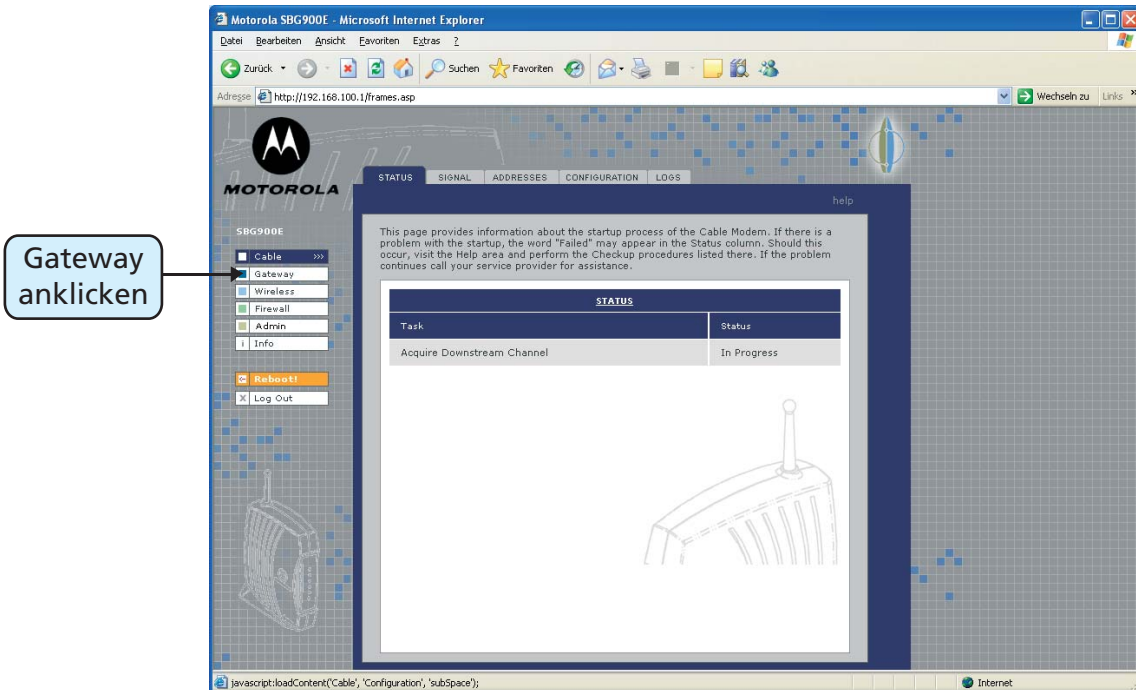 Motorola SBG900E - Microsoft Internet Explorer
Datei Bearbeiten Ansicht Favoriten Extras ?
Zurück Suchen Favoriten
Adresse http://192.168.100.1/frames.asp Wechseln zu Links »
MOTOROLA
STATUS SIGNAL ADDRESSES CONFIGURATION LOGS
help
SBG900E
Cable >>>
Gateway
Wireless
Firewall
Admin
i Info
Reboot!
X Log Out
Gateway
anklicken
This page provides information about the startup process of the Cable Modem. If there is a
problem with the startup, the word "Failed" may appear in the Status column. Should this
occur, visit the Help area and perform the Checkup procedures listed there. If the problem
continues call your service provider for assistance.
STATUS
Task Status
Acquire Downstream Channel In Progress
javascript:loadContent('Cable', 'Configuration', 'subSpace'); Internet